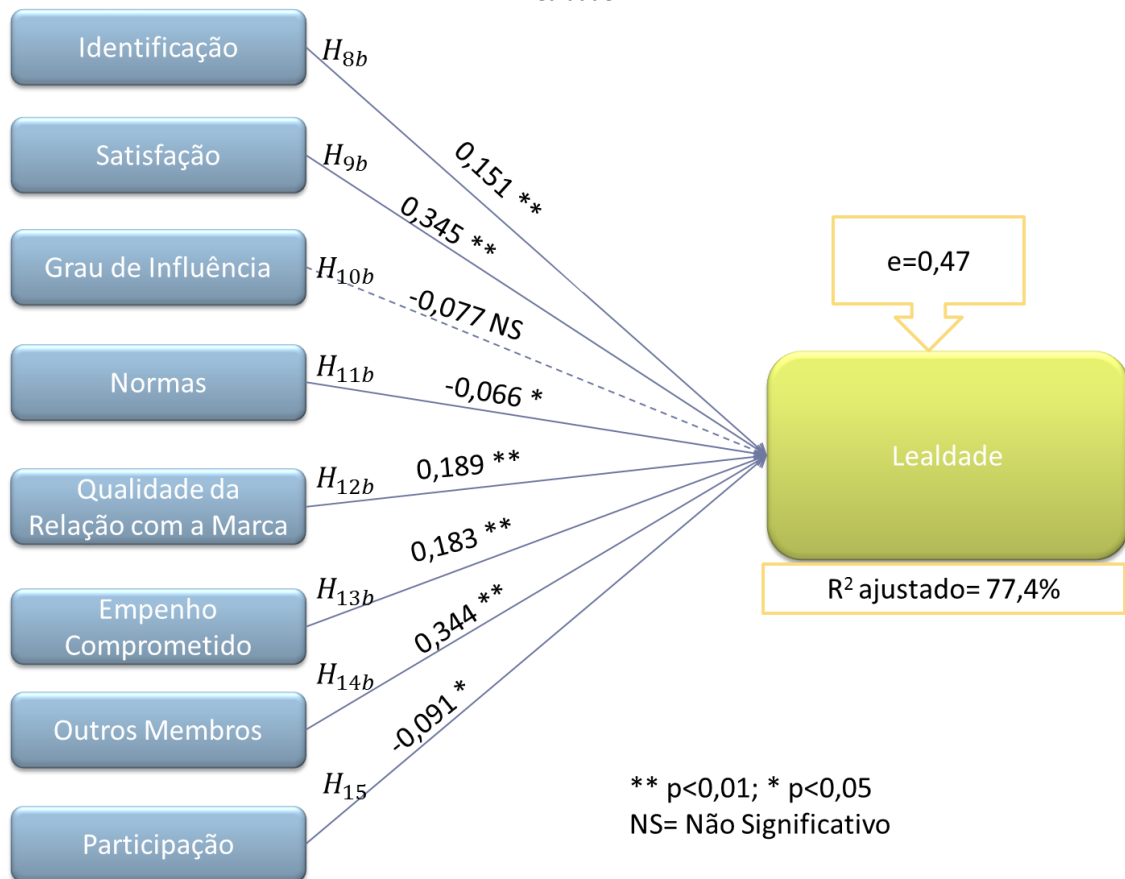 Identificação
H8b
0,151 **
Satisfação
H9b
0,345 **
Grau de Influência
H10b
-0,077 NS
Normas
H11b
-0,066 *
Qualidade da
Relação com a Marca
H12b
0,189 **
Empenho
Comprometido
H13b
0,183 **
Outros Membros
H14b
0,344 **
Participação
H15
-0,091 *
e=0,47
Lealdade
R² ajustado= 77,4%
** p<0,01; * p<0,05
NS= Não Significativo